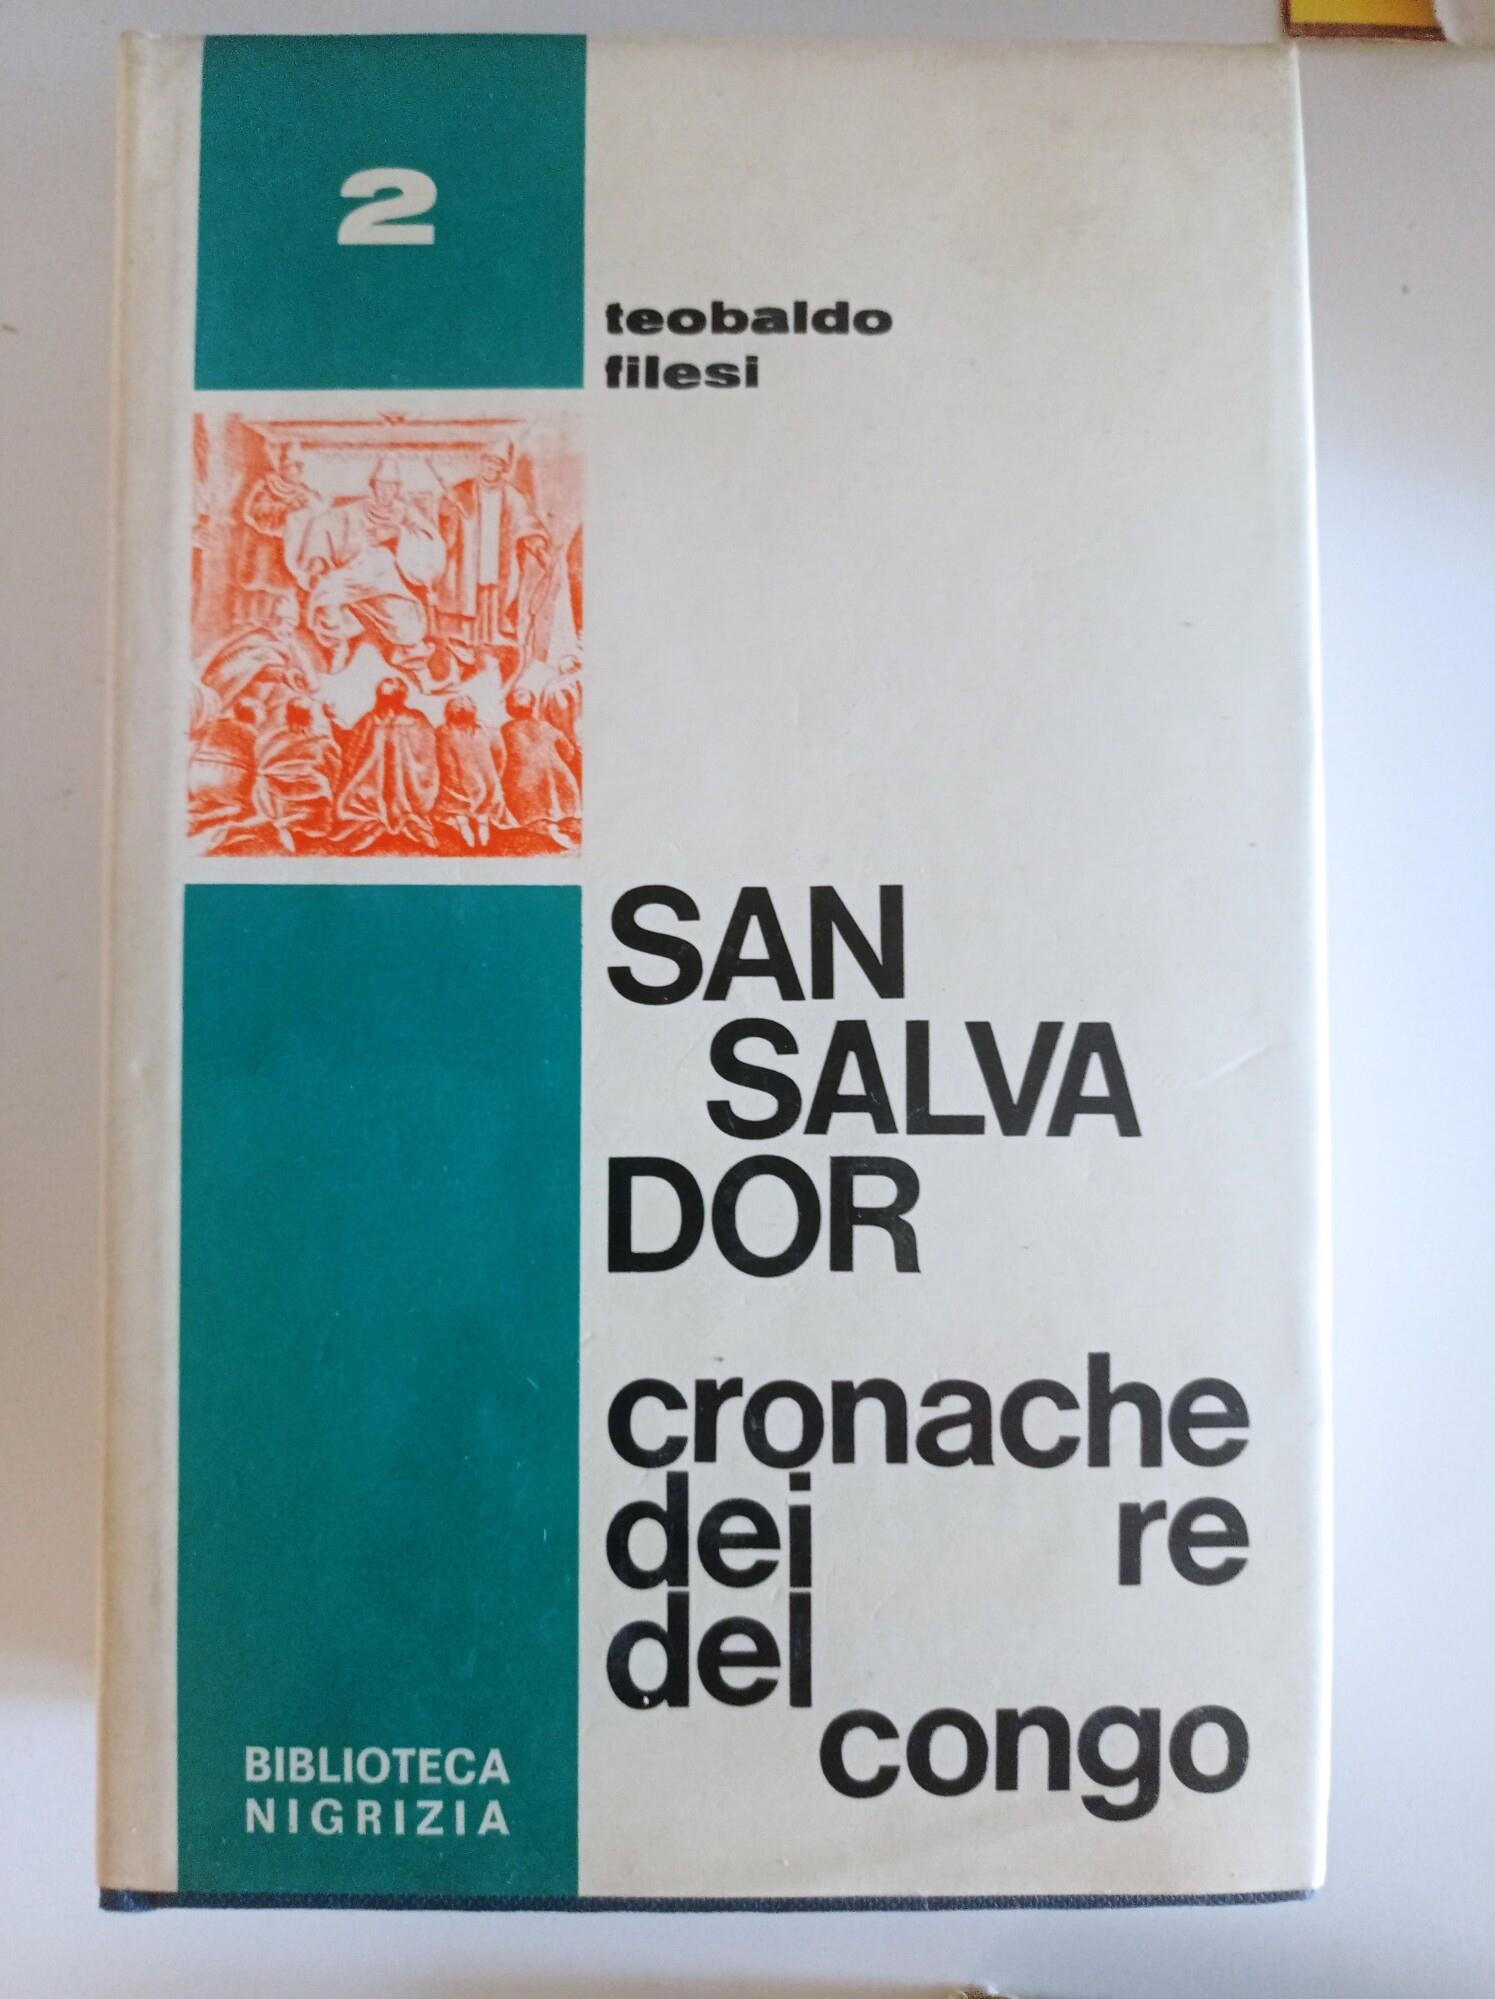 2
teobaldo
filesi
SAN
SALVA
DOR
cronache
dei re
del
congo
BIBLIOTECA
NIGRIZIA